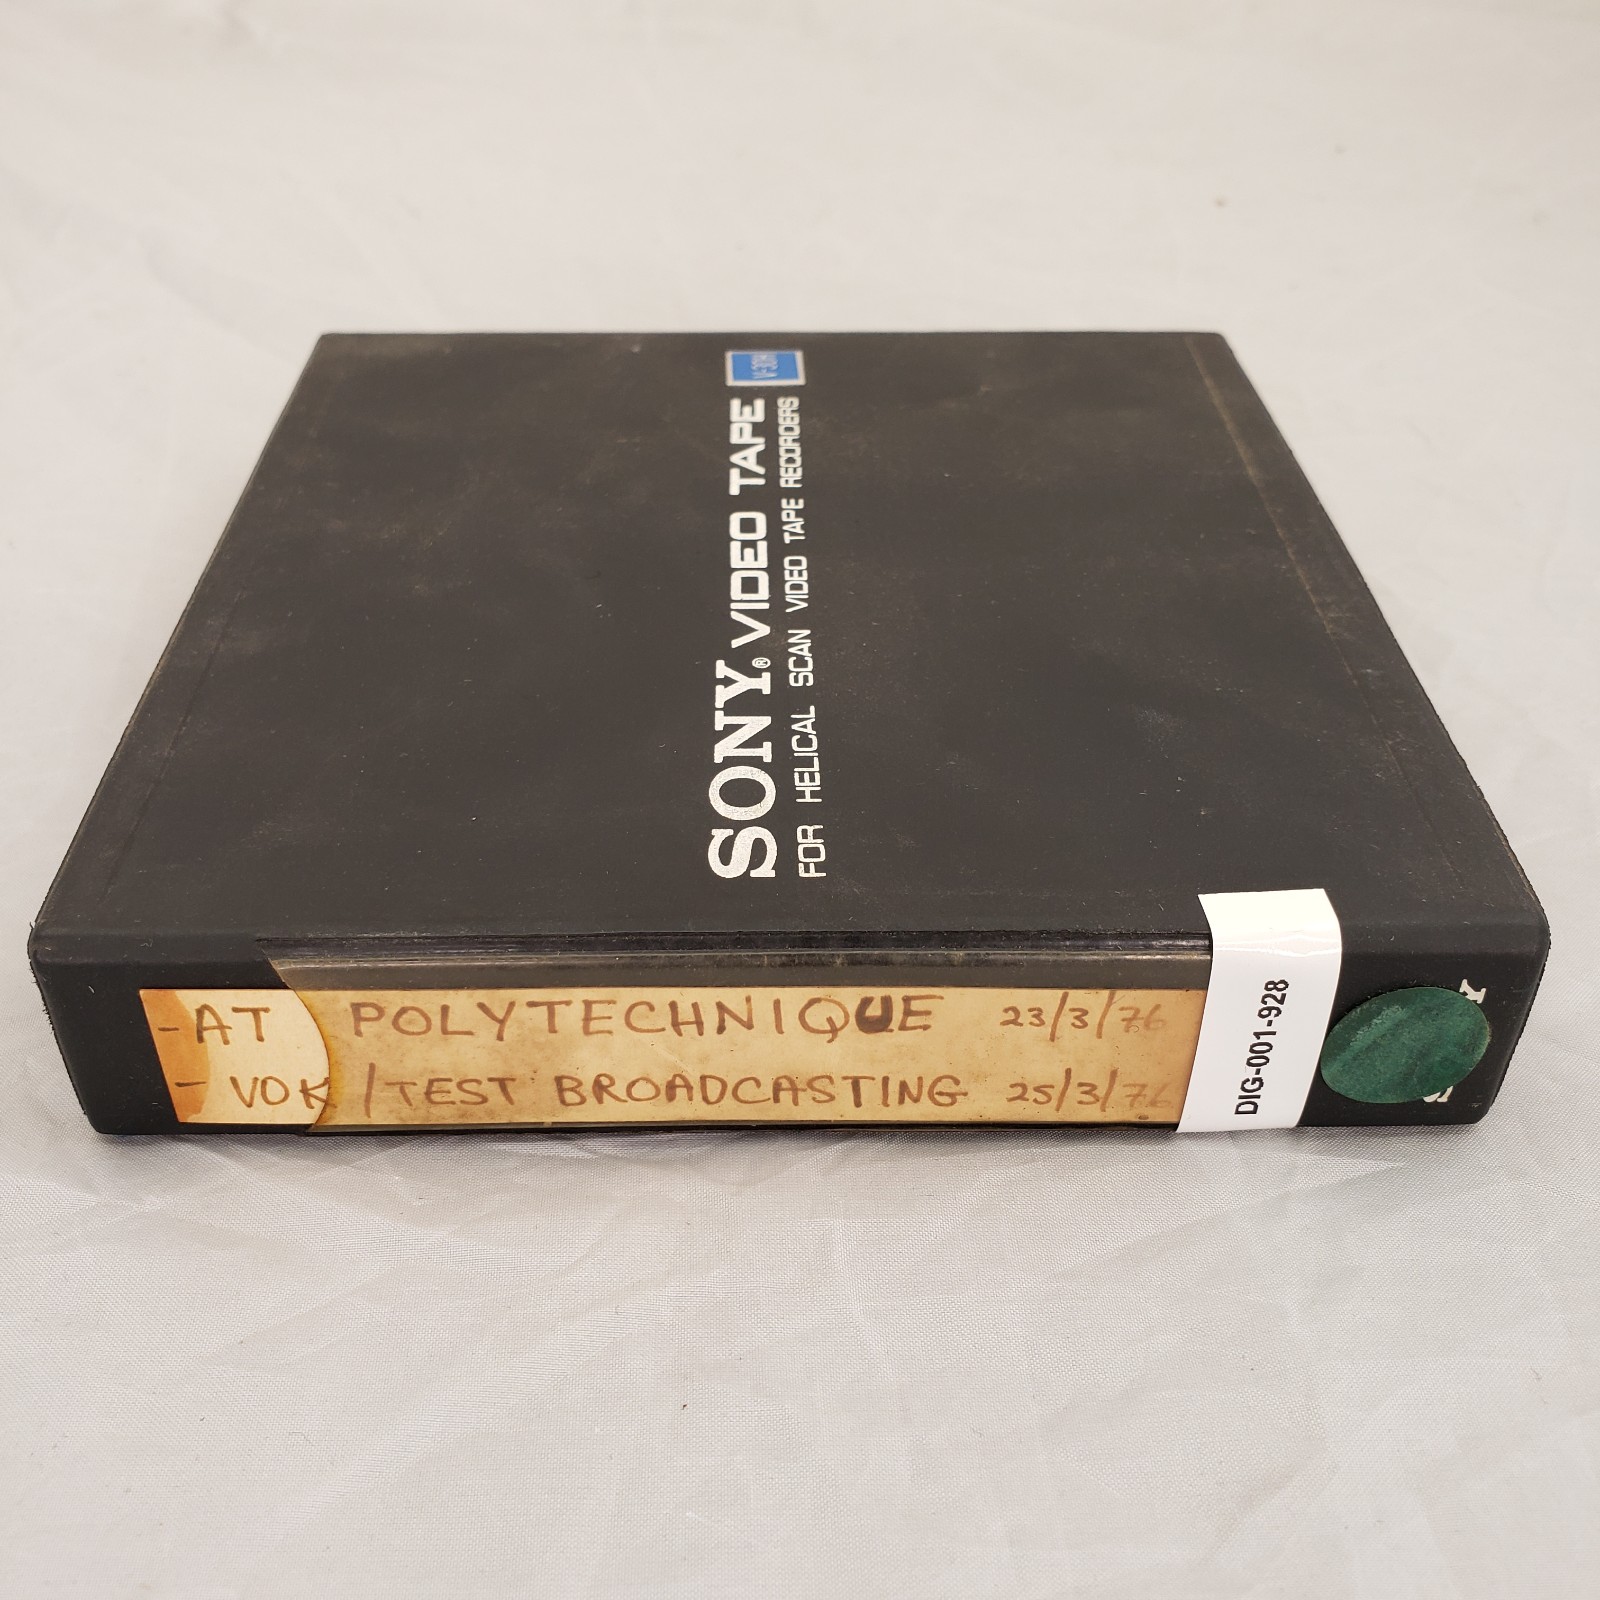 SONY® VIDEO TAPE V-30H
FOR HELICAL SCAN VIDEO TAPE RECORDERS
-AT POLYTECHNIQUE 23/3/76
- VOK /TEST BROADCASTING 25/3/76
DIG-001-928